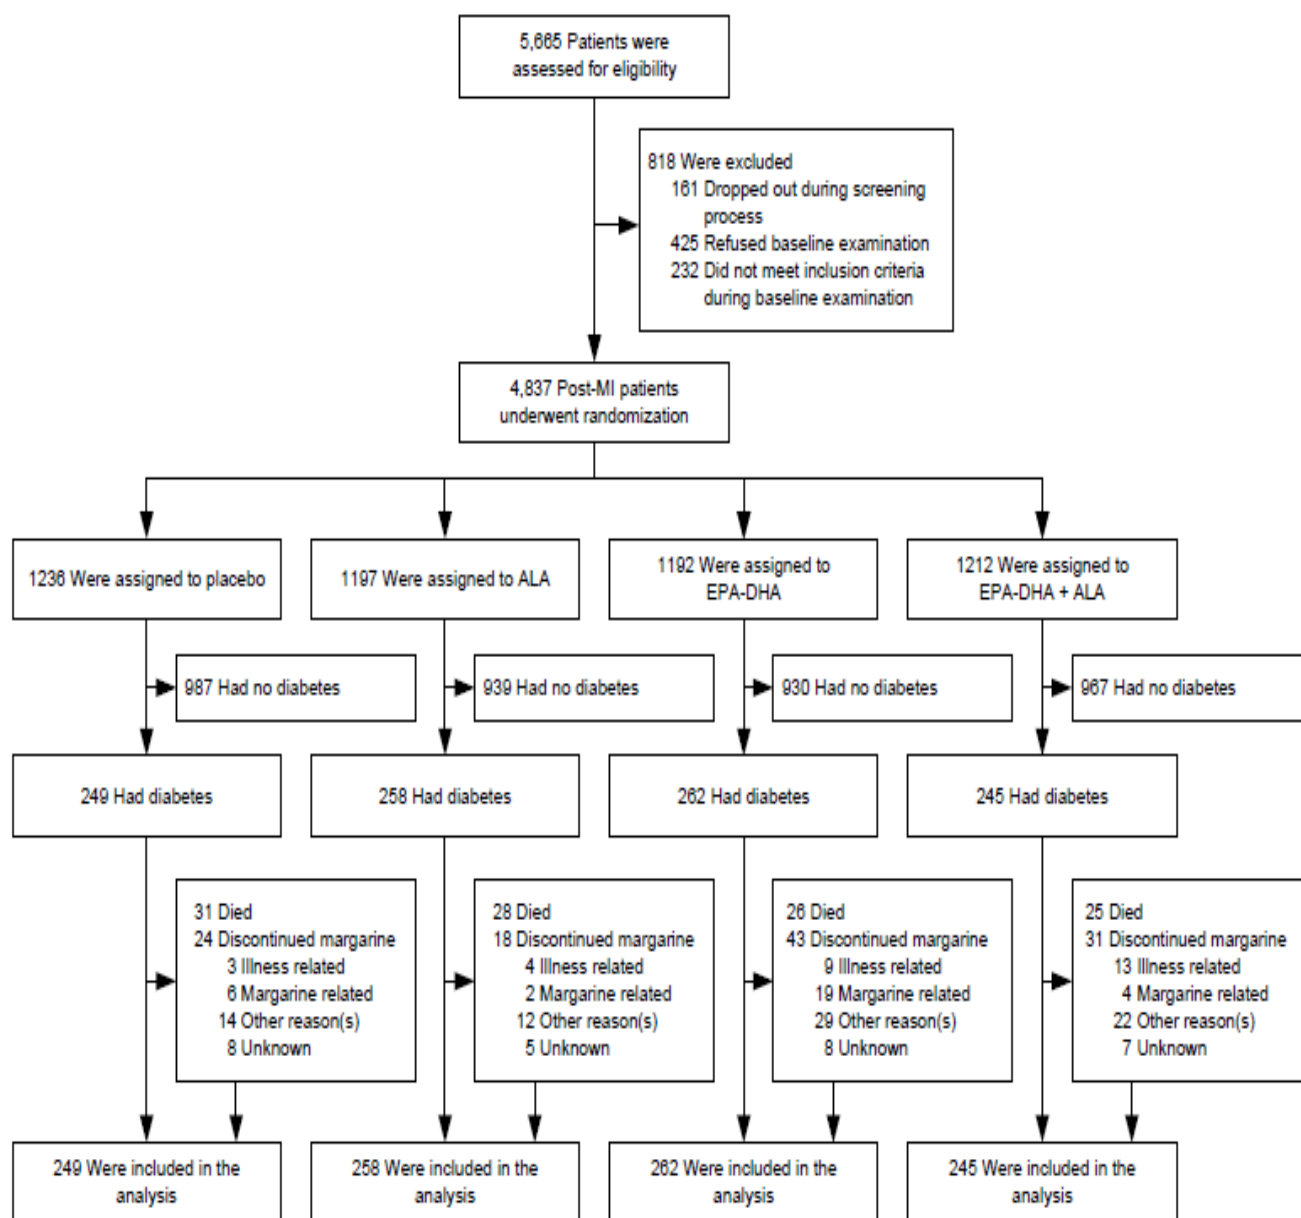 5,665 Patients were
assessed for eligibility
818 Were excluded
161 Dropped out during screening
process
425 Refused baseline examination
232 Did not meet inclusion criteria
during baseline examination
4,837 Post-MI patients
underwent randomization
1236 Were assigned to placebo
1197 Were assigned to ALA
1192 Were assigned to
EPA-DHA
1212 Were assigned to
EPA-DHA + ALA
987 Had no diabetes
939 Had no diabetes
930 Had no diabetes
967 Had no diabetes
249 Had diabetes
258 Had diabetes
262 Had diabetes
245 Had diabetes
31 Died
24 Discontinued margarine
3 Illness related
6 Margarine related
14 Other reason(s)
8 Unknown
28 Died
18 Discontinued margarine
4 Illness related
2 Margarine related
12 Other reason(s)
5 Unknown
26 Died
43 Discontinued margarine
9 Illness related
19 Margarine related
29 Other reason(s)
8 Unknown
25 Died
31 Discontinued margarine
13 Illness related
4 Margarine related
22 Other reason(s)
7 Unknown
249 Were included in the
analysis
258 Were included in the
analysis
262 Were included in the
analysis
245 Were included in the
analysis